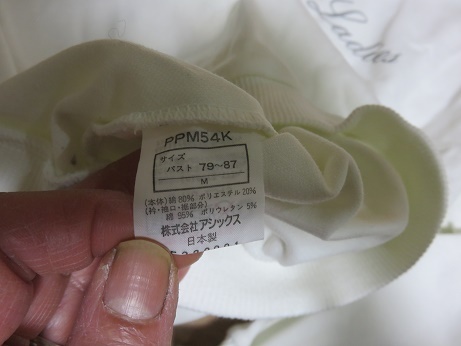 Ladies
PPM54K
サイズ
バスト 79〜87
M
(本体)綿 80% ポリエステル 20%
(衿・袖口・裾部分)
綿 95% ポリウレタン 5%
株式会社アシックス
日本製